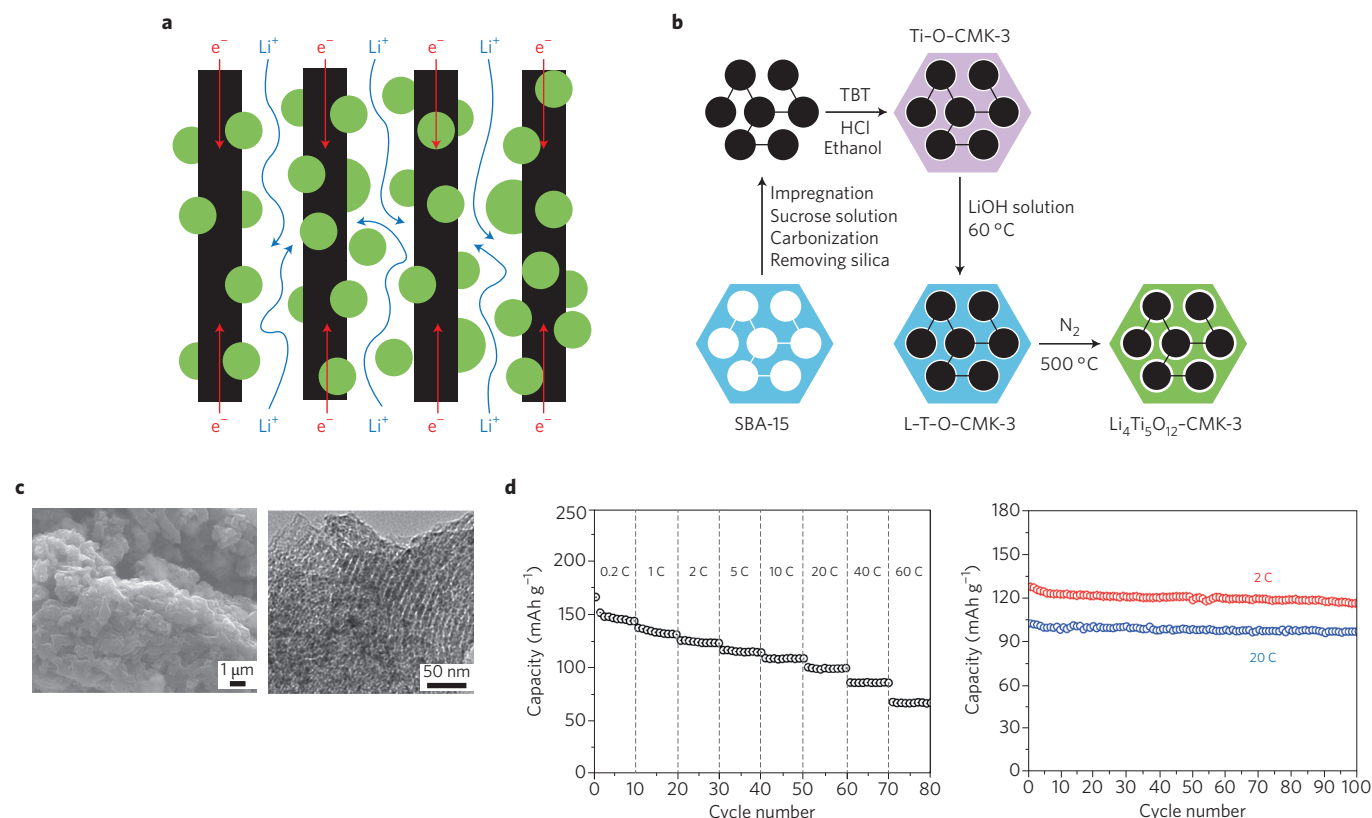 a
e⁻ Li⁺ e⁻ Li⁺ e⁻ Li⁺ e⁻
e⁻ Li⁺ e⁻ Li⁺ e⁻ Li⁺ e⁻
b
Ti–O–CMK-3
TBT
HCl
Ethanol
Impregnation
Sucrose solution
Carbonization
Removing silica
LiOH solution
60 °C
N₂
500 °C
SBA-15
L–T–O–CMK-3
Li₄Ti₅O₁₂–CMK-3
c
1 μm
50 nm
d
Capacity (mAh g⁻¹)
250
200
150
100
50
0
0.2 C 1 C 2 C 5 C 10 C 20 C 40 C 60 C
0 10 20 30 40 50 60 70 80
Cycle number
Capacity (mAh g⁻¹)
180
150
120
90
60
30
0
2 C
20 C
0 10 20 30 40 50 60 70 80 90 100
Cycle number